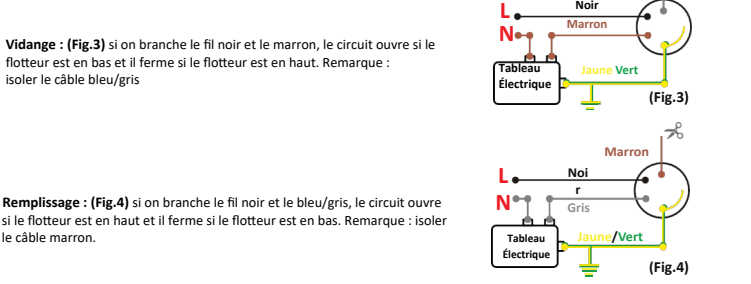 Vidange : (Fig.3) si on branche le fil noir et le marron, le circuit ouvre si le
flotteur est en bas et il ferme si le flotteur est en haut. Remarque :
isoler le câble bleu/gris
L
Noir
Marron
N
Tableau
Électrique
Jaune Vert
(Fig.3)
Remplissage : (Fig.4) si on branche le fil noir et le bleu/gris, le circuit ouvre
si le flotteur est en haut et il ferme si le flotteur est en bas. Remarque : isoler
le câble marron.
Marron
L
Noi
r
N
Gris
Tableau
Électrique
Jaune/Vert
(Fig.4)